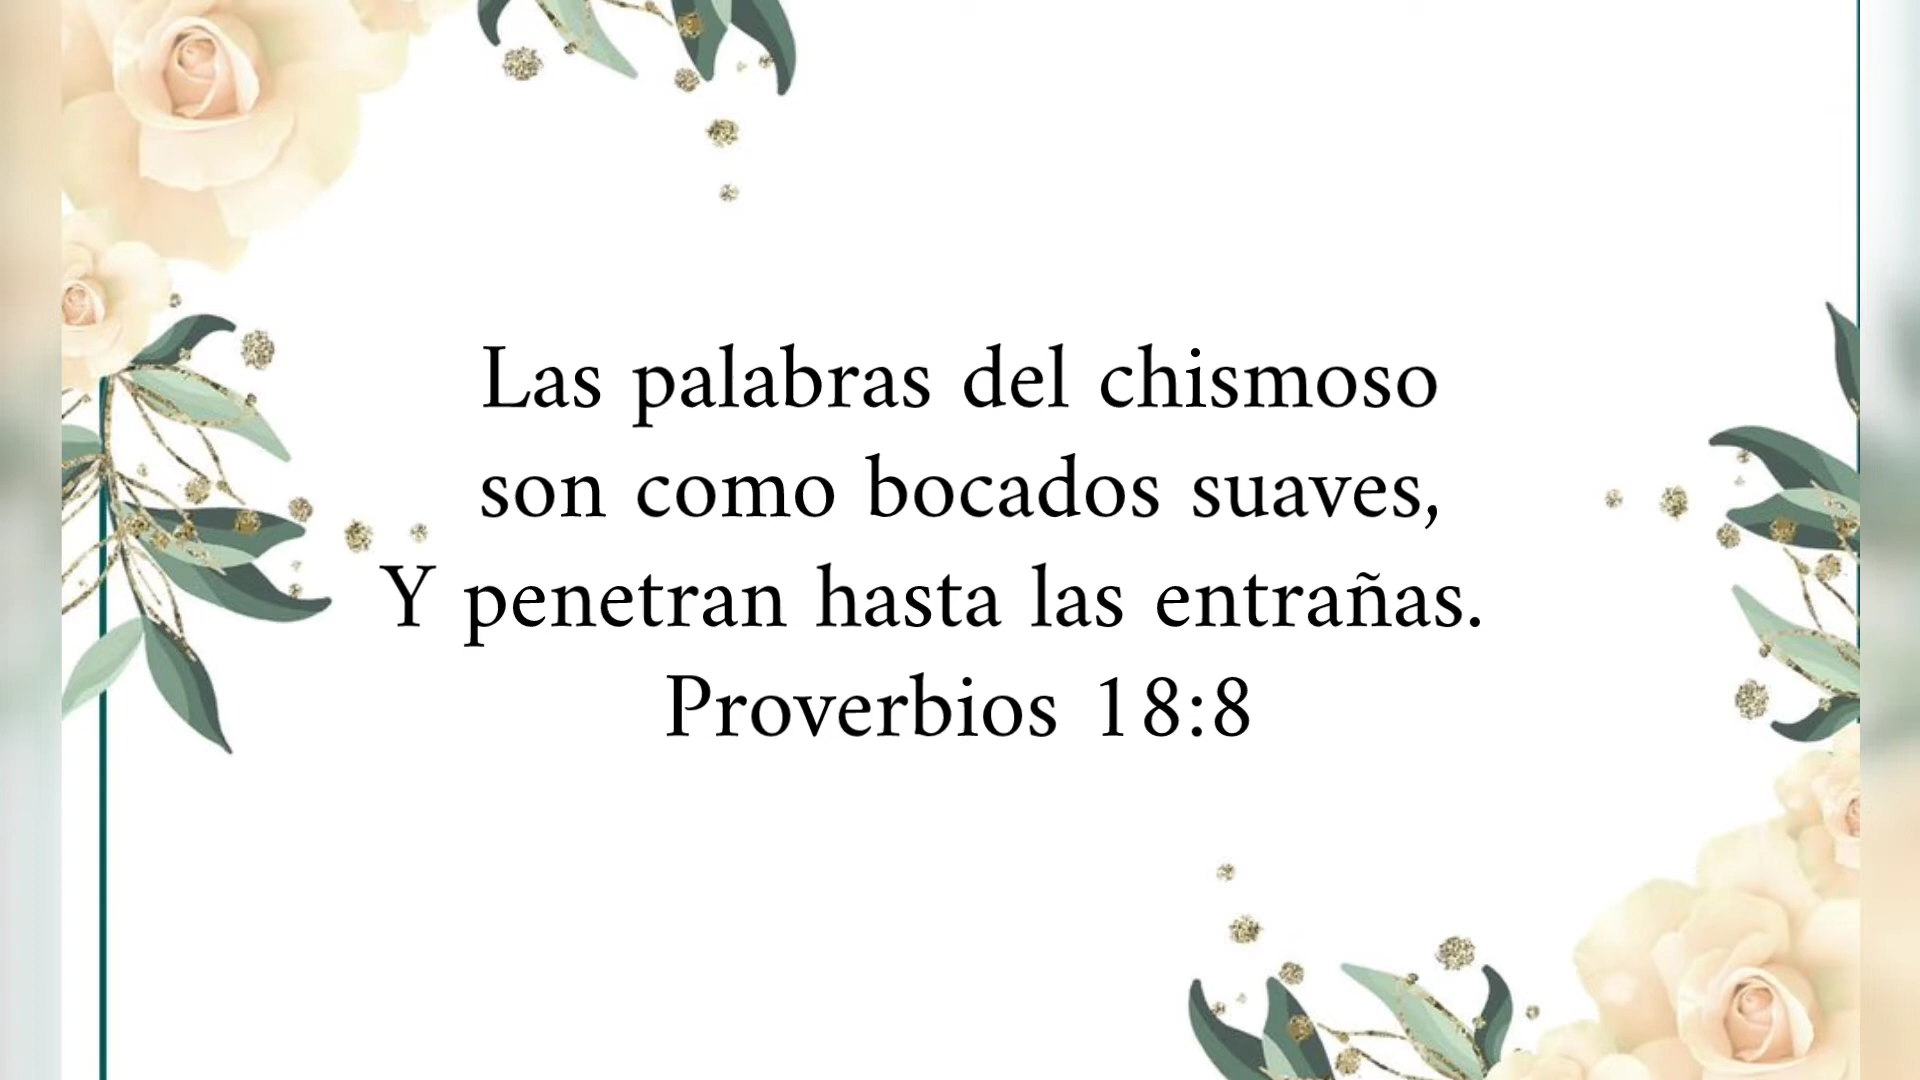 Las palabras del chismoso
son como bocados suaves,
Y penetran hasta las entrañas.
Proverbios 18:8